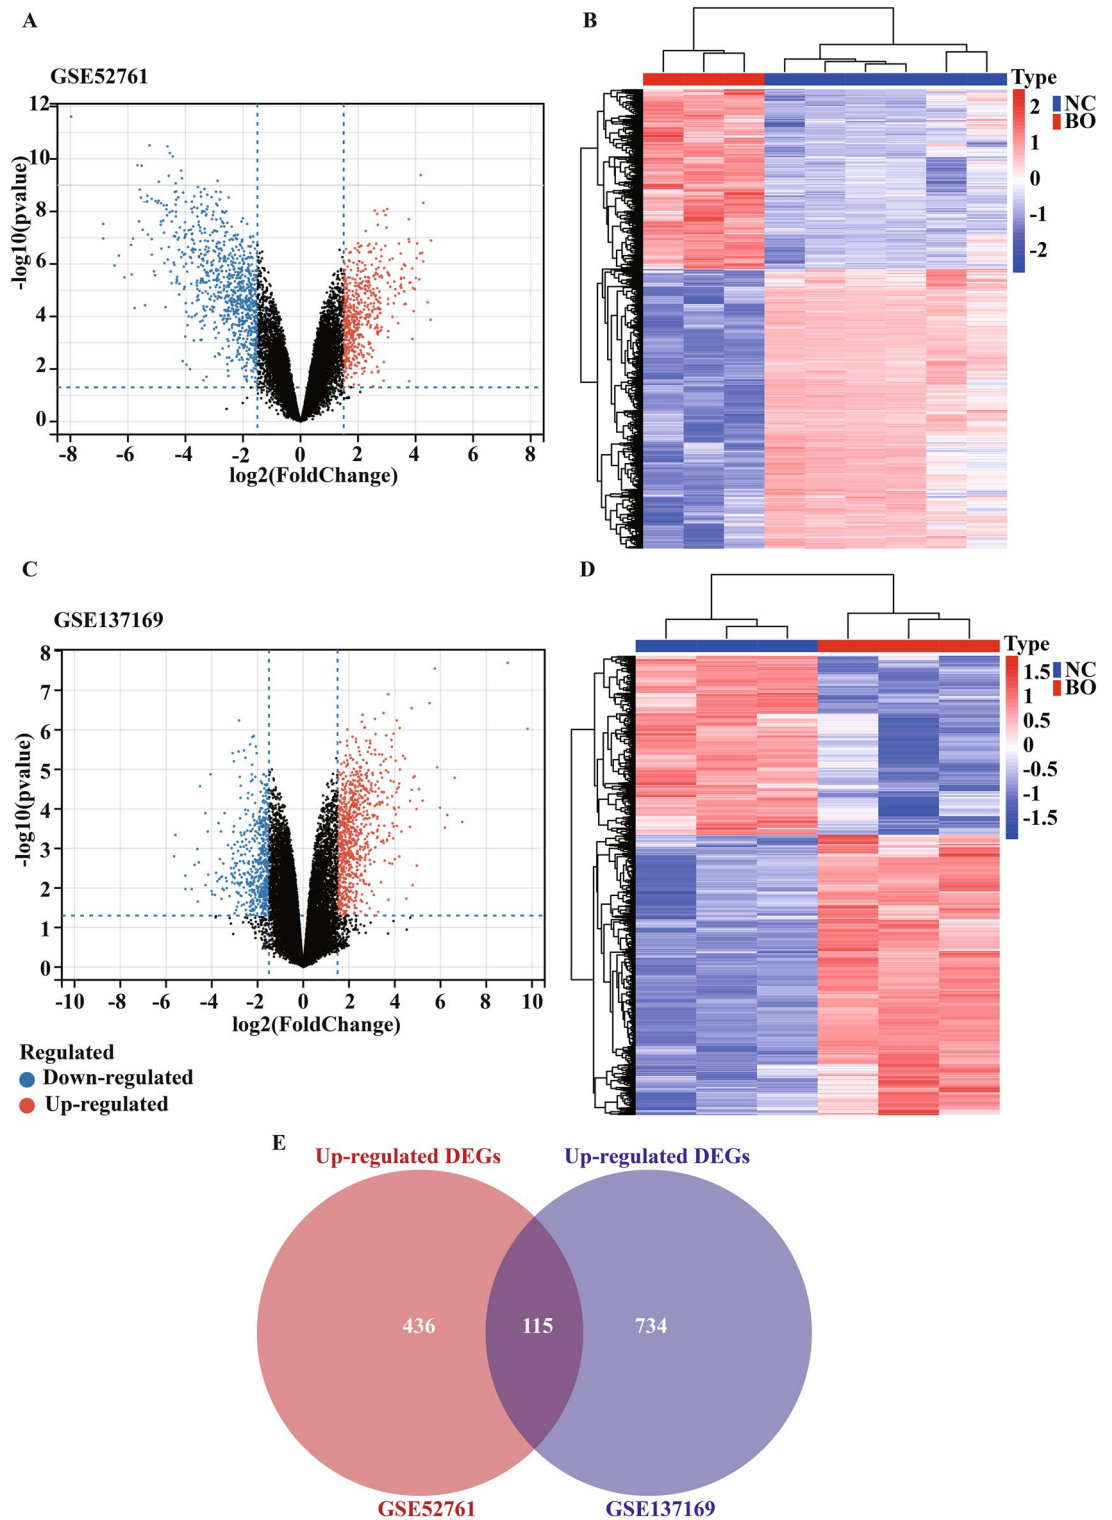 A
GSE52761
12
10
8
6
4
2
0
-log10(pvalue)
-8 -6 -4 -2 0 2 4 6 8
log2(FoldChange)
B
Type
2
1
0
-1
-2
NC
BO
C
GSE137169
8
7
6
5
4
3
2
1
0
-log10(pvalue)
-10 -8 -6 -4 -2 0 2 4 6 8 10
log2(FoldChange)
Regulated
Down-regulated
Up-regulated
D
Type
1.5
1
0.5
0
-0.5
-1
-1.5
NC
BO
E
Up-regulated DEGs Up-regulated DEGs
436 115 734
GSE52761 GSE137169